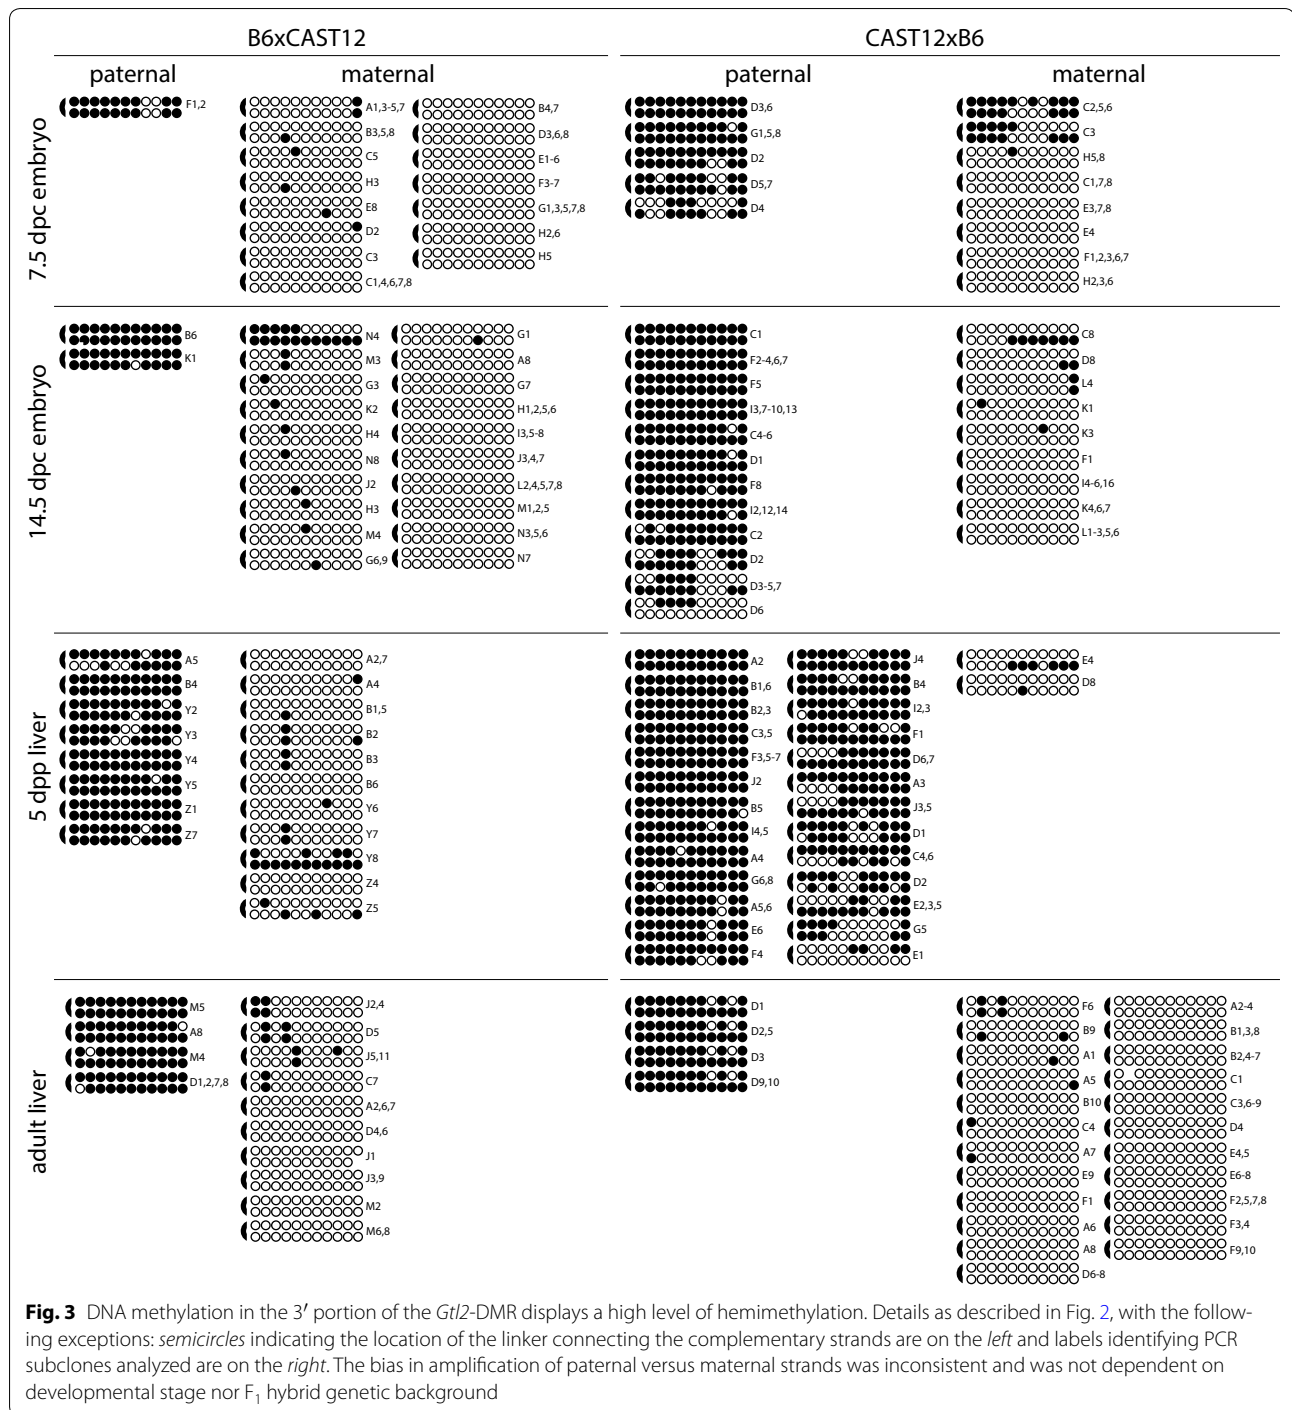 B6xCAST12
CAST12xB6
paternal
maternal
paternal
maternal
7.5 dpc embryo
F1,2
A1,3-5,7
B3,5,8
C5
H3
E8
D2
C3
C1,4,6,7,8
B4,7
D3,6,8
E1-6
F3-7
G1,3,5,7,8
H2,6
H5
D3,6
G1,5,8
D2
D5,7
D4
C2,5,6
C3
H5,8
C1,7,8
E3,7,8
E4
F1,2,3,6,7
H2,3,6
14.5 dpc embryo
B6
K1
N4
M3
G3
K2
H4
N8
J2
H3
M4
G6,9
G1
A8
G7
H1,2,5,6
I3,5-8
J3,4,7
L2,4,5,7,8
M1,2,5
N3,5,6
N7
C1
F2-4,6,7
F5
I3,7-10,13
C4-6
D1
F8
I2,12,14
C2
D2
D3-5,7
D6
C8
D8
L4
K1
K3
F1
I4-6,16
K4,6,7
L1-3,5,6
5 dpp liver
A5
B4
Y2
Y3
Y4
Y5
Z1
Z7
A2,7
A4
B1,5
B2
B3
B6
Y6
Y7
Y8
Z4
Z5
A2
B1,6
B2,3
C3,5
F3,5-7
J2
B5
I4,5
A4
G6,8
A5,6
E6
F4
J4
B4
I2,3
F1
D6,7
A3
J3,5
D1
C4,6
D2
E2,3,5
G5
E1
E4
D8
adult liver
M5
A8
M4
D1,2,7,8
J2,4
D5
J5,11
C7
A2,6,7
D4,6
J1
J3,9
M2
M6,8
D1
D2,5
D3
D9,10
F6
B9
A1
A5
B10
C4
A7
E9
F1
A6
A8
D6-8
A2-4
B1,3,8
B2,4-7
C1
C3,6-9
D4
E4,5
E6-8
F2,5,7,8
F3,4
F9,10
Fig. 3 DNA methylation in the 3′ portion of the Gtl2-DMR displays a high level of hemimethylation. Details as described in Fig. 2, with the follow-
ing exceptions: semicircles indicating the location of the linker connecting the complementary strands are on the left and labels identifying PCR
subclones analyzed are on the right. The bias in amplification of paternal versus maternal strands was inconsistent and was not dependent on
developmental stage nor F1 hybrid genetic background